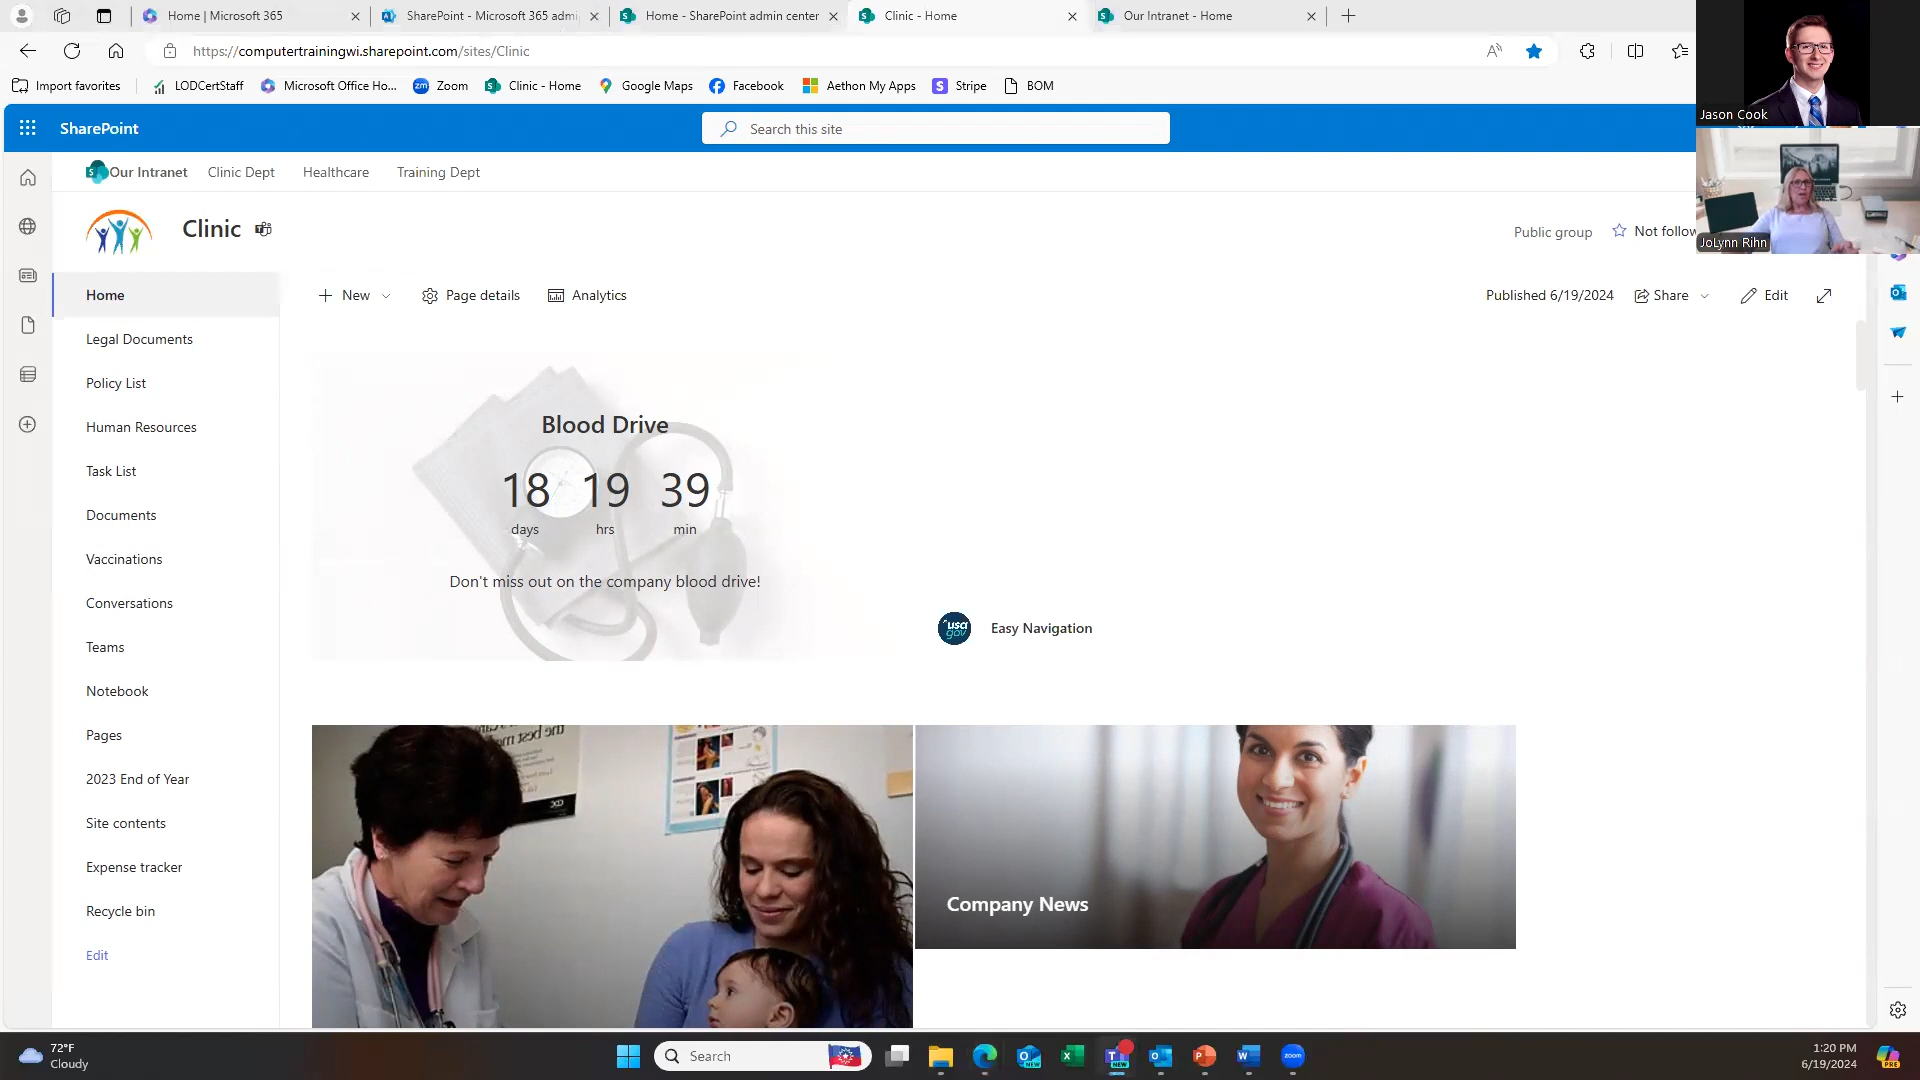 Home | Microsoft 365
SharePoint - Microsoft 365 admi
Home - SharePoint admin center
Clinic - Home
Our Intranet - Home
https://computertrainingwi.sharepoint.com/sites/Clinic
Import favorites
LODCertStaff
Microsoft Office Ho...
Zoom
Clinic - Home
Google Maps
Facebook
Aethon My Apps
Stripe
BOM
Jason Cook
SharePoint
Search this site
Our Intranet
Clinic Dept
Healthcare
Training Dept
Clinic
Public group
Not follow
JoLynn Rihn
Home
Legal Documents
Policy List
Human Resources
Task List
Documents
Vaccinations
Conversations
Teams
Notebook
Pages
2023 End of Year
Site contents
Expense tracker
Recycle bin
Edit
New
Page details
Analytics
Published 6/19/2024
Share
Edit
Blood Drive
18 19 39
days hrs min
Don't miss out on the company blood drive!
usa
gov
Easy Navigation
Company News
72°F
Cloudy
Search
zoom
1:20 PM
6/19/2024